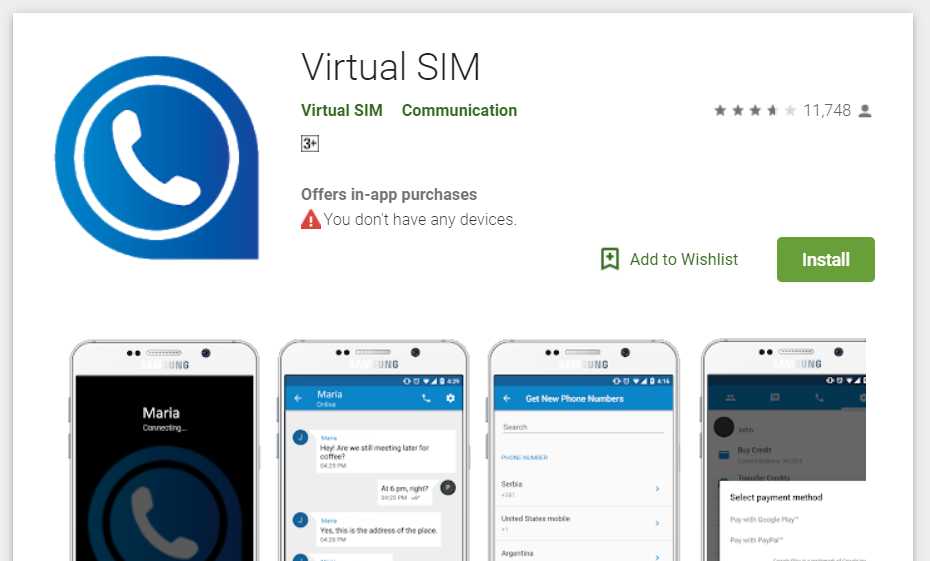 Virtual SIM
Virtual SIM Communication
11,748
3+
Offers in-app purchases
You don't have any devices.
Add to Wishlist
Install
SAMSUNG
Maria
Connecting...
SAMSUNG
4:29
Maria
Online
J
Maria
Hey! Are we still meeting later for
coffee?
04:25 PM
At 6 pm, right?
04:25 PM
P
J
Maria
Yes, this is the address of the place.
04:26 PM
J
Maria
SAMSUNG
4:16
Get New Phone Numbers
Search
PHONE NUMBER
Serbia
+381
United States mobile
+1
Argentina
SAMSUNG
John
Buy Credit
Transfer Credits
Select payment method
Pay with Google Play™
Pay with PayPal™